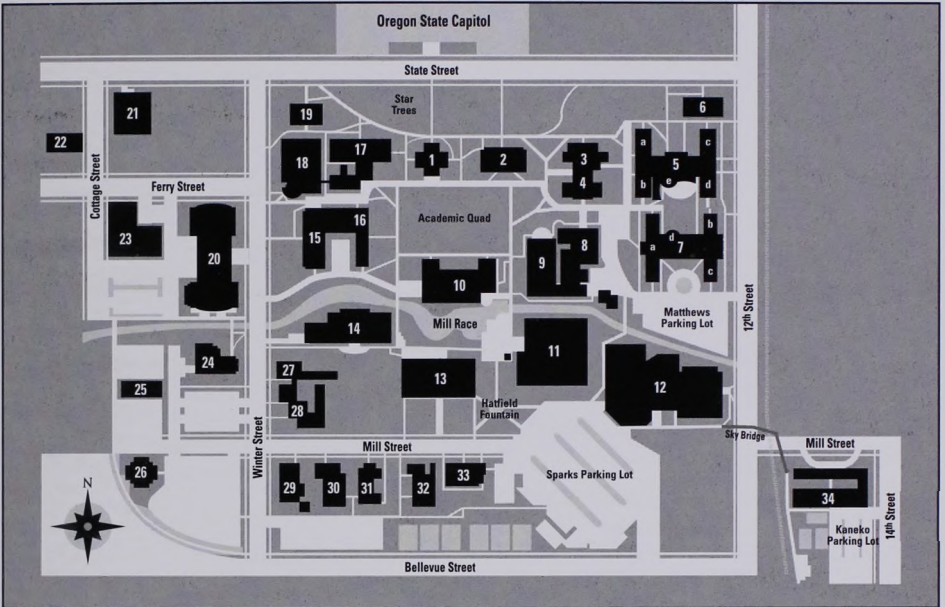 Oregon State Capitol
State Street
Star
Trees
19
6
21
22
17
18
1
2
3
4
a
c
5
b
e
d
Cottage Street
Ferry Street
23
20
15
16
Academic Quad
8
9
10
b
a
d
7
c
12th Street
Matthews
Parking Lot
Mill Race
14
24
11
27
13
12
25
28
Hatfield
Fountain
Winter Street
Mill Street
Sky Bridge
Mill Street
26
N
29
30
31
32
33
Sparks Parking Lot
34
14th Street
Kaneko
Parking Lot
Bellevue Street